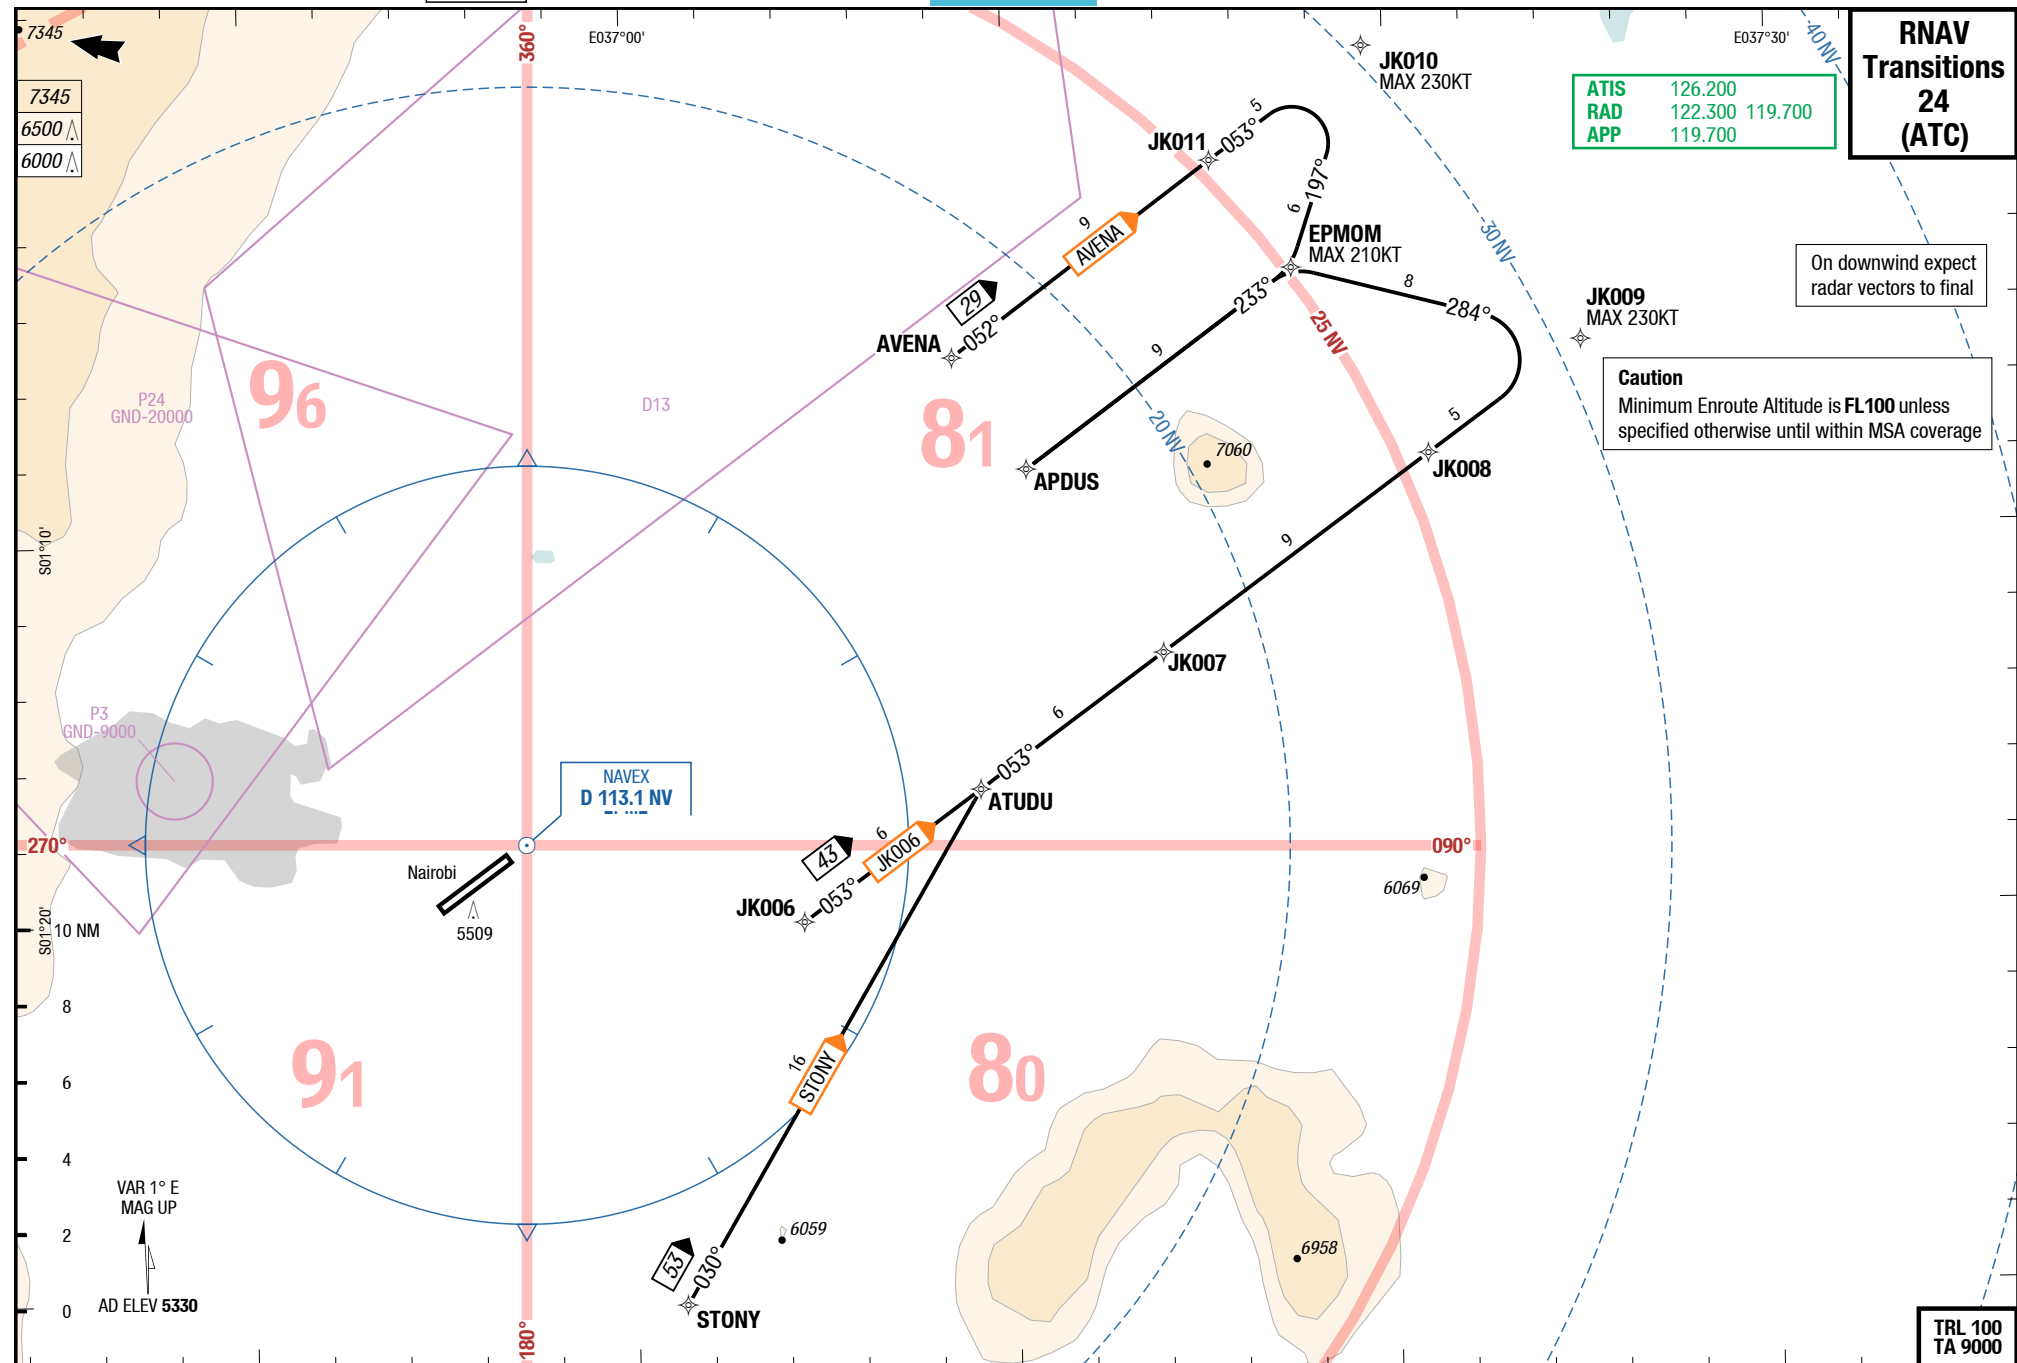 7345
E037°00'
E037°30'
RNAV
Transitions
24
(ATC)
360°
40 NV
JK010
MAX 230KT
ATIS 126.200
RAD 122.300 119.700
APP 119.700
7345
6500
6000
JK011
053°
5
197°
6
EPMOM
MAX 210KT
30 NV
On downwind expect
radar vectors to final
9
AVENA
29
052°
AVENA
233°
8
284°
JK009
MAX 230KT
25 NV
9
Caution
Minimum Enroute Altitude is FL100 unless
specified otherwise until within MSA coverage
96
P24
GND-20000
D13
81
20 NV
7060
5
JK008
APDUS
S01°10'
9
JK007
6
P3
GND-9000
053°
NAVEX
D 113.1 NV
ATUDU
6
JK006
43
053°
JK006
270°
090°
Nairobi
5509
6069
S01°20'
10 NM
8
6
4
2
0
91
80
16
STONY
53
030°
STONY
6059
6958
VAR 1° E
MAG UP
AD ELEV 5330
180°
TRL 100
TA 9000